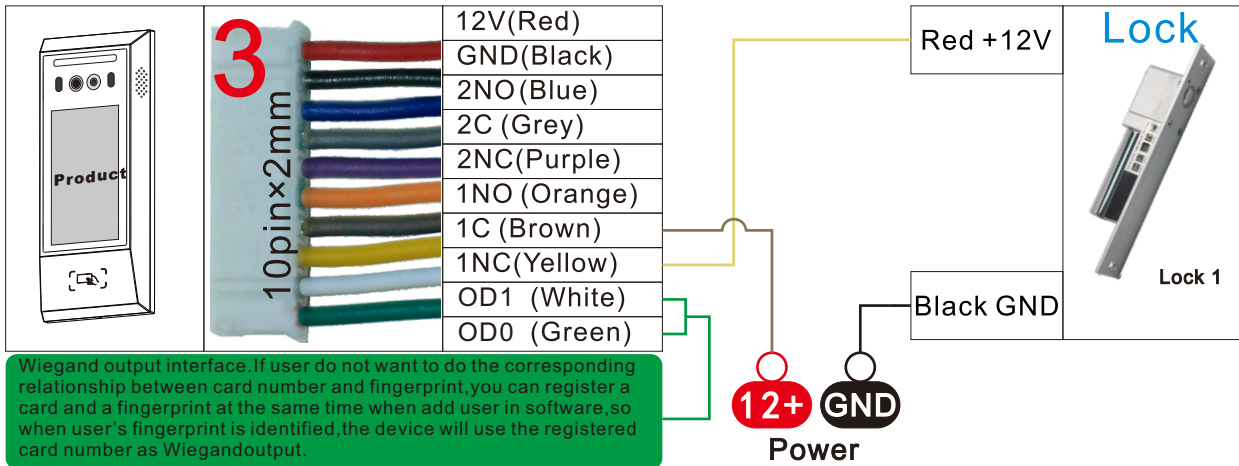 Product
3
10pin×2mm
12V(Red)
GND(Black)
2NO(Blue)
2C (Grey)
2NC(Purple)
1NO (Orange)
1C (Brown)
1NC(Yellow)
OD1 (White)
OD0 (Green)
Red +12V
Lock
Lock 1
Black GND
12+
GND
Power
Wiegand output interface.If user do not want to do the corresponding
relationship between card number and fingerprint,you can register a
card and a fingerprint at the same time when add user in software,so
when user's fingerprint is identified,the device will use the registered
card number as Wiegandoutput.